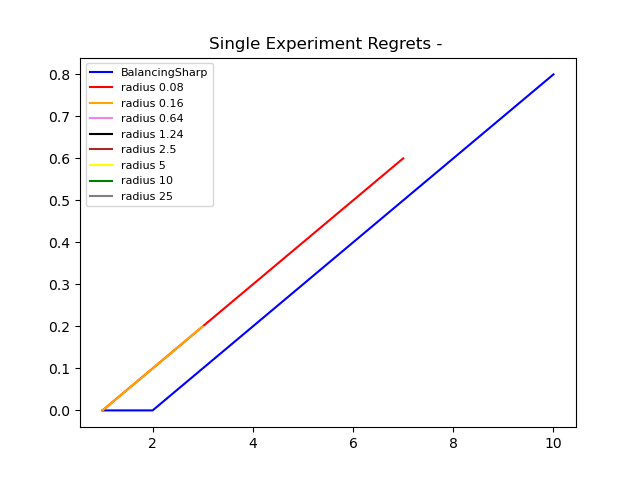 Single Experiment Regrets -
BalancingSharp
radius 0.08
radius 0.16
radius 0.64
radius 1.24
radius 2.5
radius 5
radius 10
radius 25
0.8
0.7
0.6
0.5
0.4
0.3
0.2
0.1
0.0
2 4 6 8 10